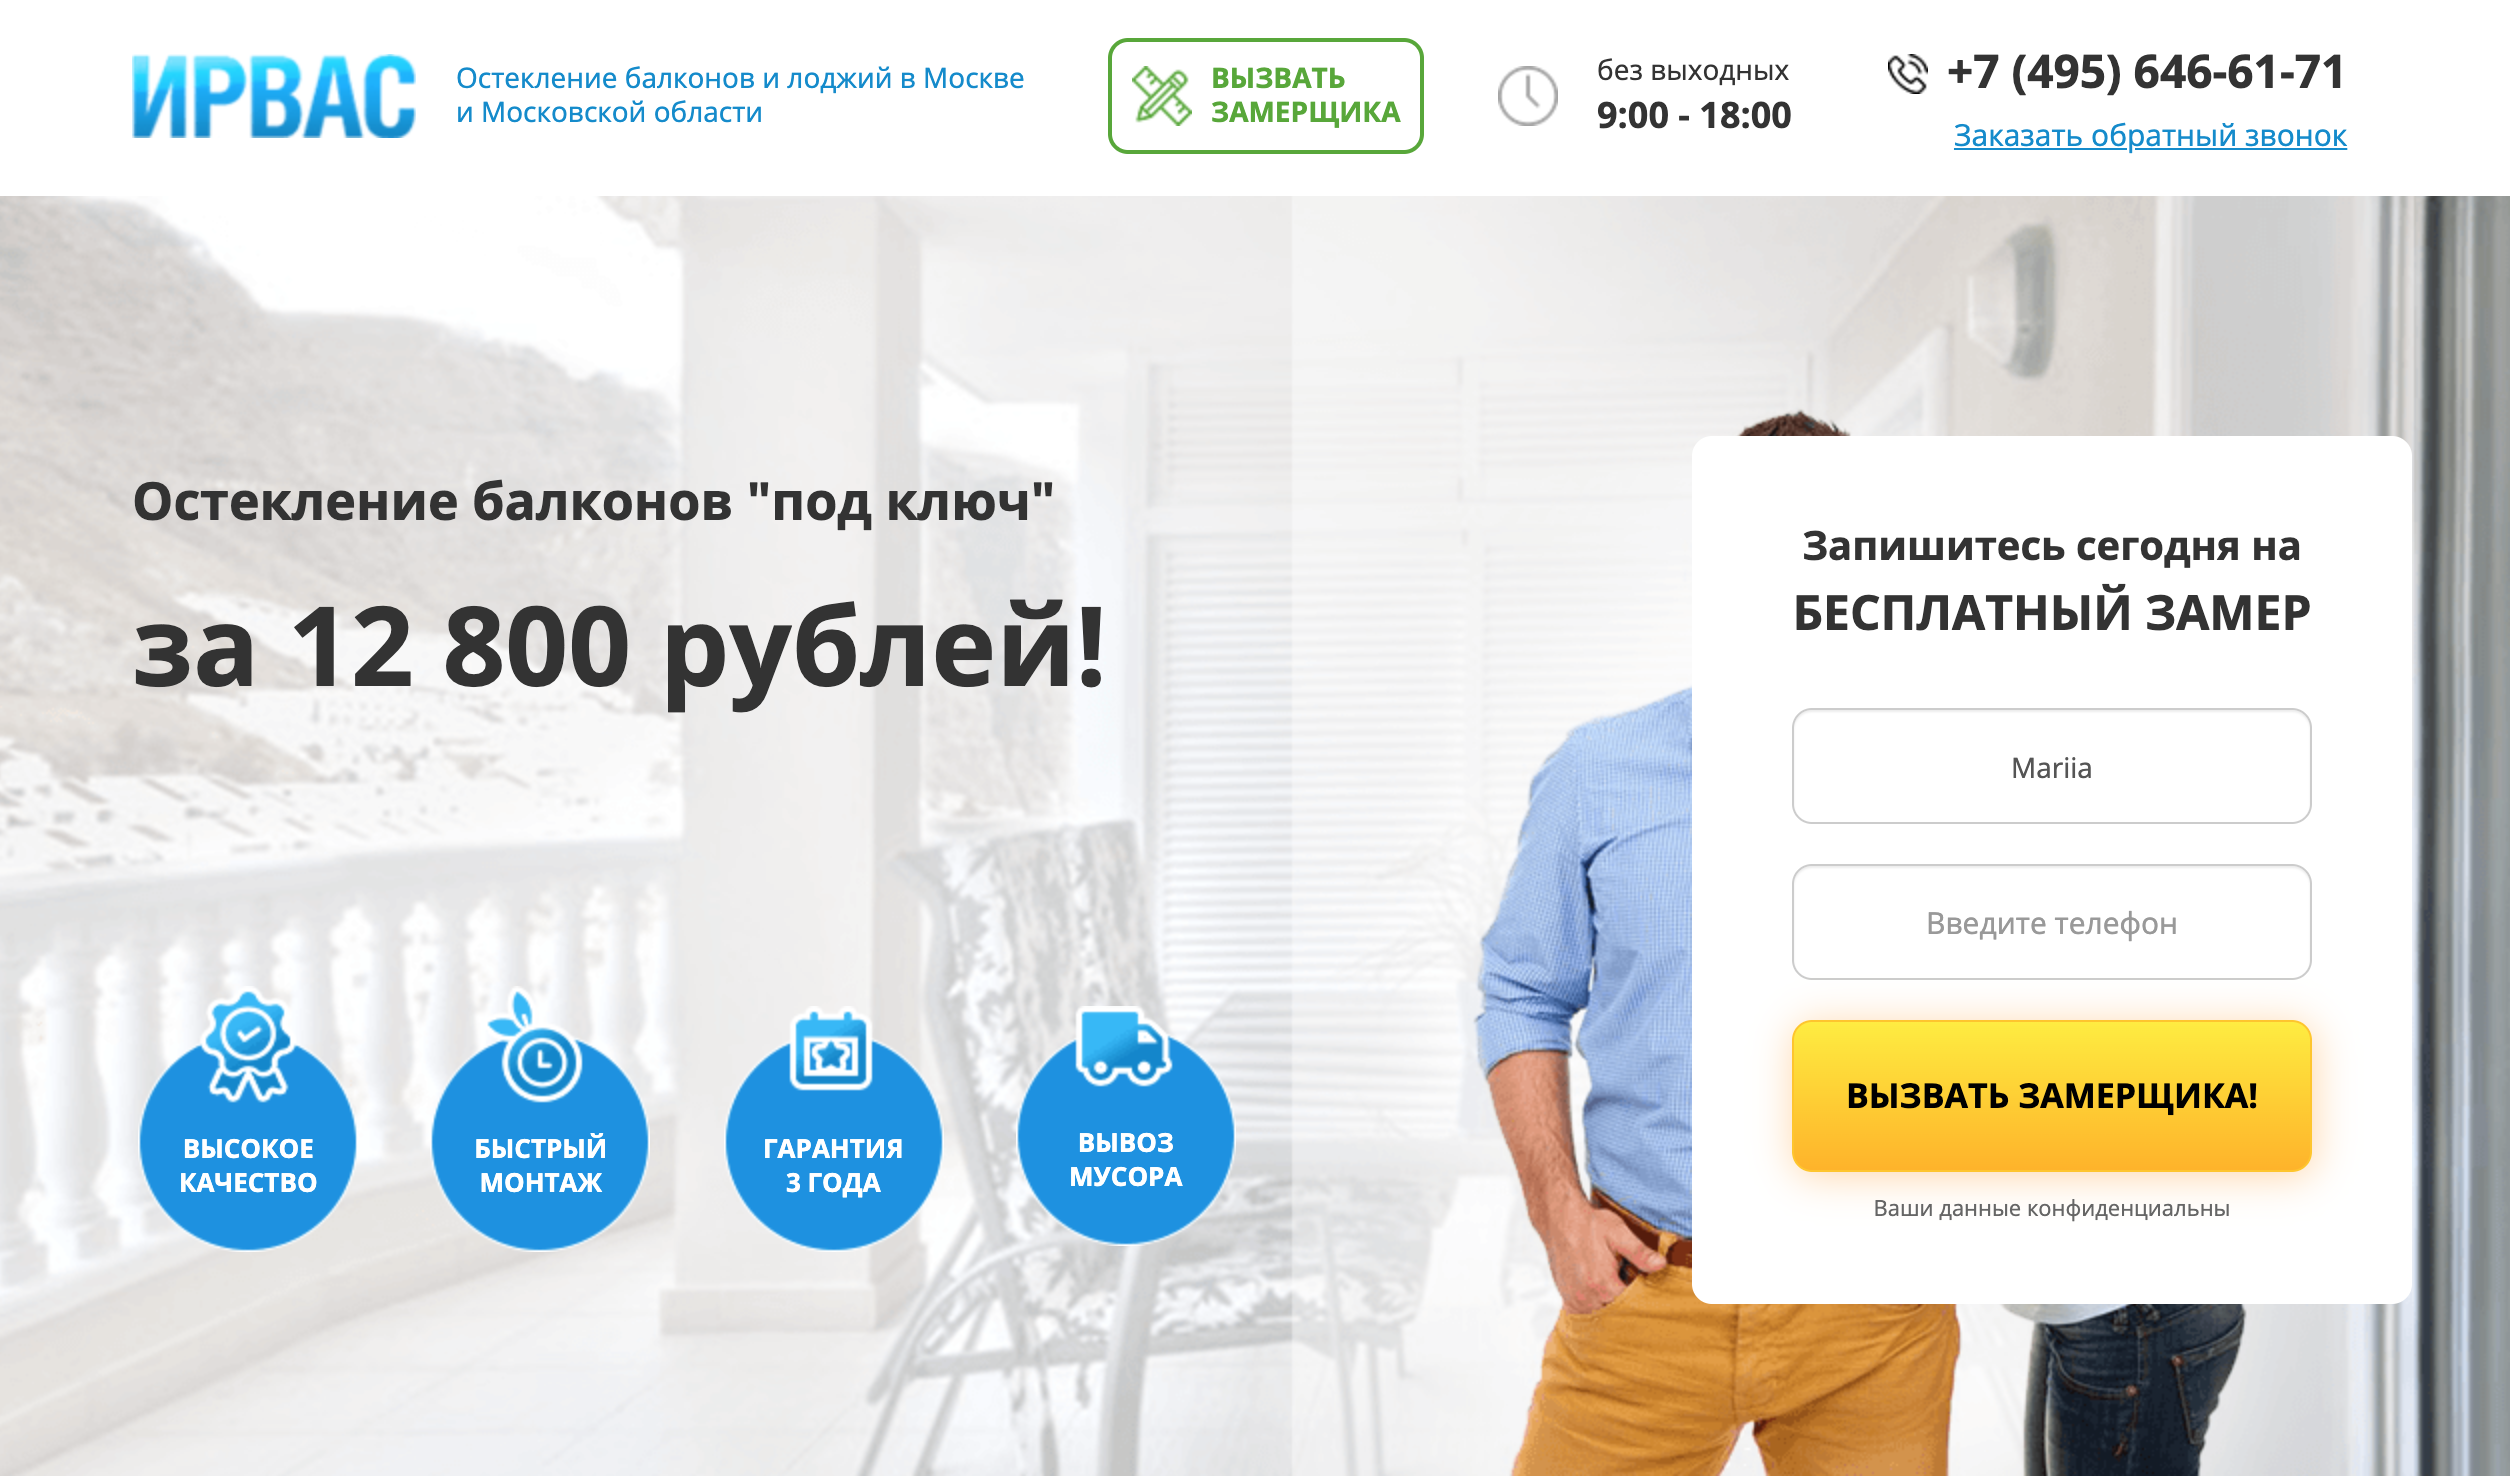 ИРВАС
Остекление балконов и лоджий в Москве
и Московской области
ВЫЗВАТЬ
ЗАМЕРЩИКА
без выходных
9:00 - 18:00
+7 (495) 646-61-71
Заказать обратный звонок
Остекление балконов "под ключ"
за 12 800 рублей!
ВЫСОКОЕ
КАЧЕСТВО
БЫСТРЫЙ
МОНТАЖ
ГАРАНТИЯ
3 ГОДА
ВЫВОЗ
МУСОРА
Запишитесь сегодня на
БЕСПЛАТНЫЙ ЗАМЕР
Mariia
Введите телефон
ВЫЗВАТЬ ЗАМЕРЩИКА!
Ваши данные конфиденциальны